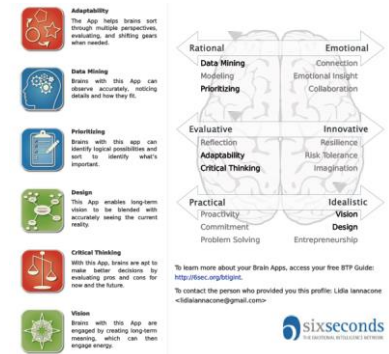 Adaptability
The App helps brains sort
through multiple perspectives,
evaluating, and shifting gears
when needed.
Data Mining
Brains with this App can
observe accurately, noticing
details and how they fit.
Prioritizing
Brains with this app can
identify logical possibilities and
sort to identify what's
important.
Design
This App enables long-term
vision to be blended with
accurately seeing the current
reality.
Critical Thinking
With this App, brains are apt to
make better decisions by
evaluating pros and cons for
now and the future.
Vision
Brains with this App are
engaged by creating long-term
meaning, which can then
engage energy.
Rational Emotional
Data Mining Connection
Modeling Emotional Insight
Prioritizing Collaboration
Evaluative Innovative
Reflection Resilience
Adaptability Risk Tolerance
Critical Thinking Imagination
Practical Idealistic
Proactivity Vision
Commitment Design
Problem Solving Entrepreneurship
To learn more about your Brain Apps, access your free BTP Guide:
http://6sec.org/btigint.
To contact the person who provided you this profile: Lidia Iannacone
<lidiaiannacone@gmail.com>
sixseconds
THE EMOTIONAL INTELLIGENCE NETWORK